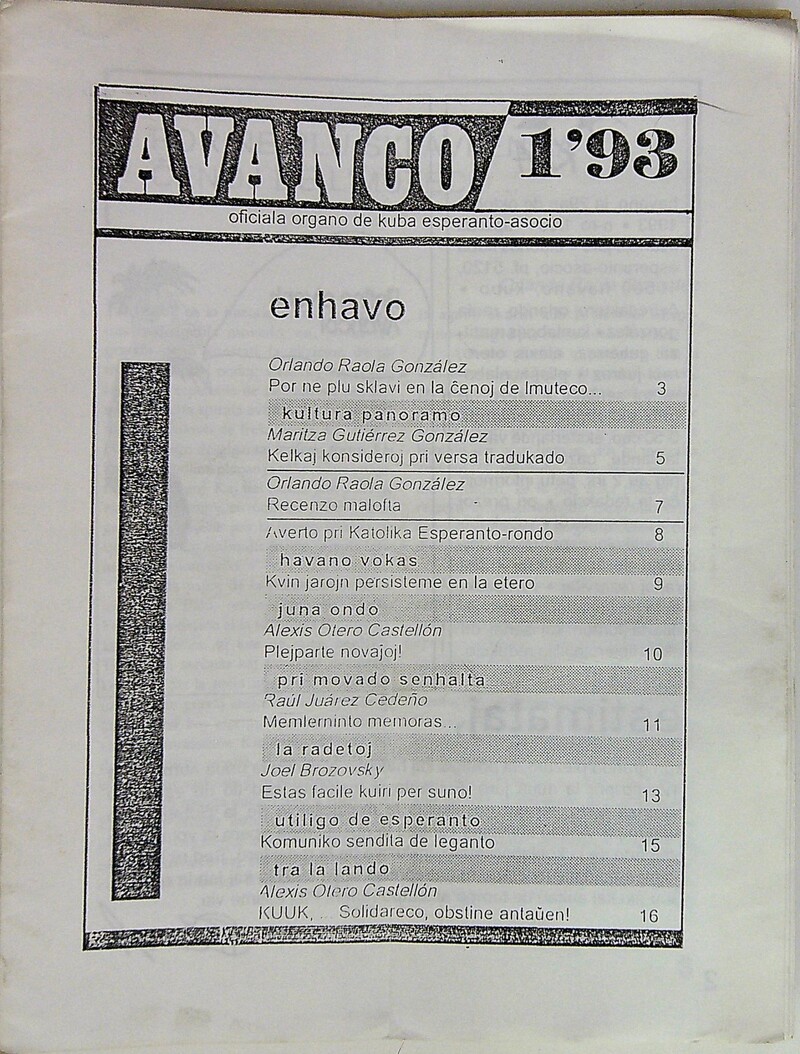 AVANCO 1'93
oficiala organo de kuba esperanto-asocio
enhavo
Orlando Raola González
Por ne plu sklavi en la ĉenoj de Imuteco... 3
kultura panoramo
Maritza Gutiérrez González
Kelkaj konsideroj pri versa tradukado 5
Orlando Raola González
Recenzo malofta 7
Averto pri Katolika Esperanto-rondo 8
havano vokas
Kvin jarojn persisteme en la etero 9
juna ondo
Alexis Otero Castellón
Plejparte novaĵoj! 10
pri movado senhalta
Raúl Juárez Cedeño
Memlerninto memoras... 11
la radetoj
Joel Brozovsky
Estas facile kuiri per suno! 13
utiligo de esperanto
Komuniko sendita de leganto 15
tra la lando
Alexis Otero Castellón
KUUK, ... Solidareco, obstine antaŭen! 16